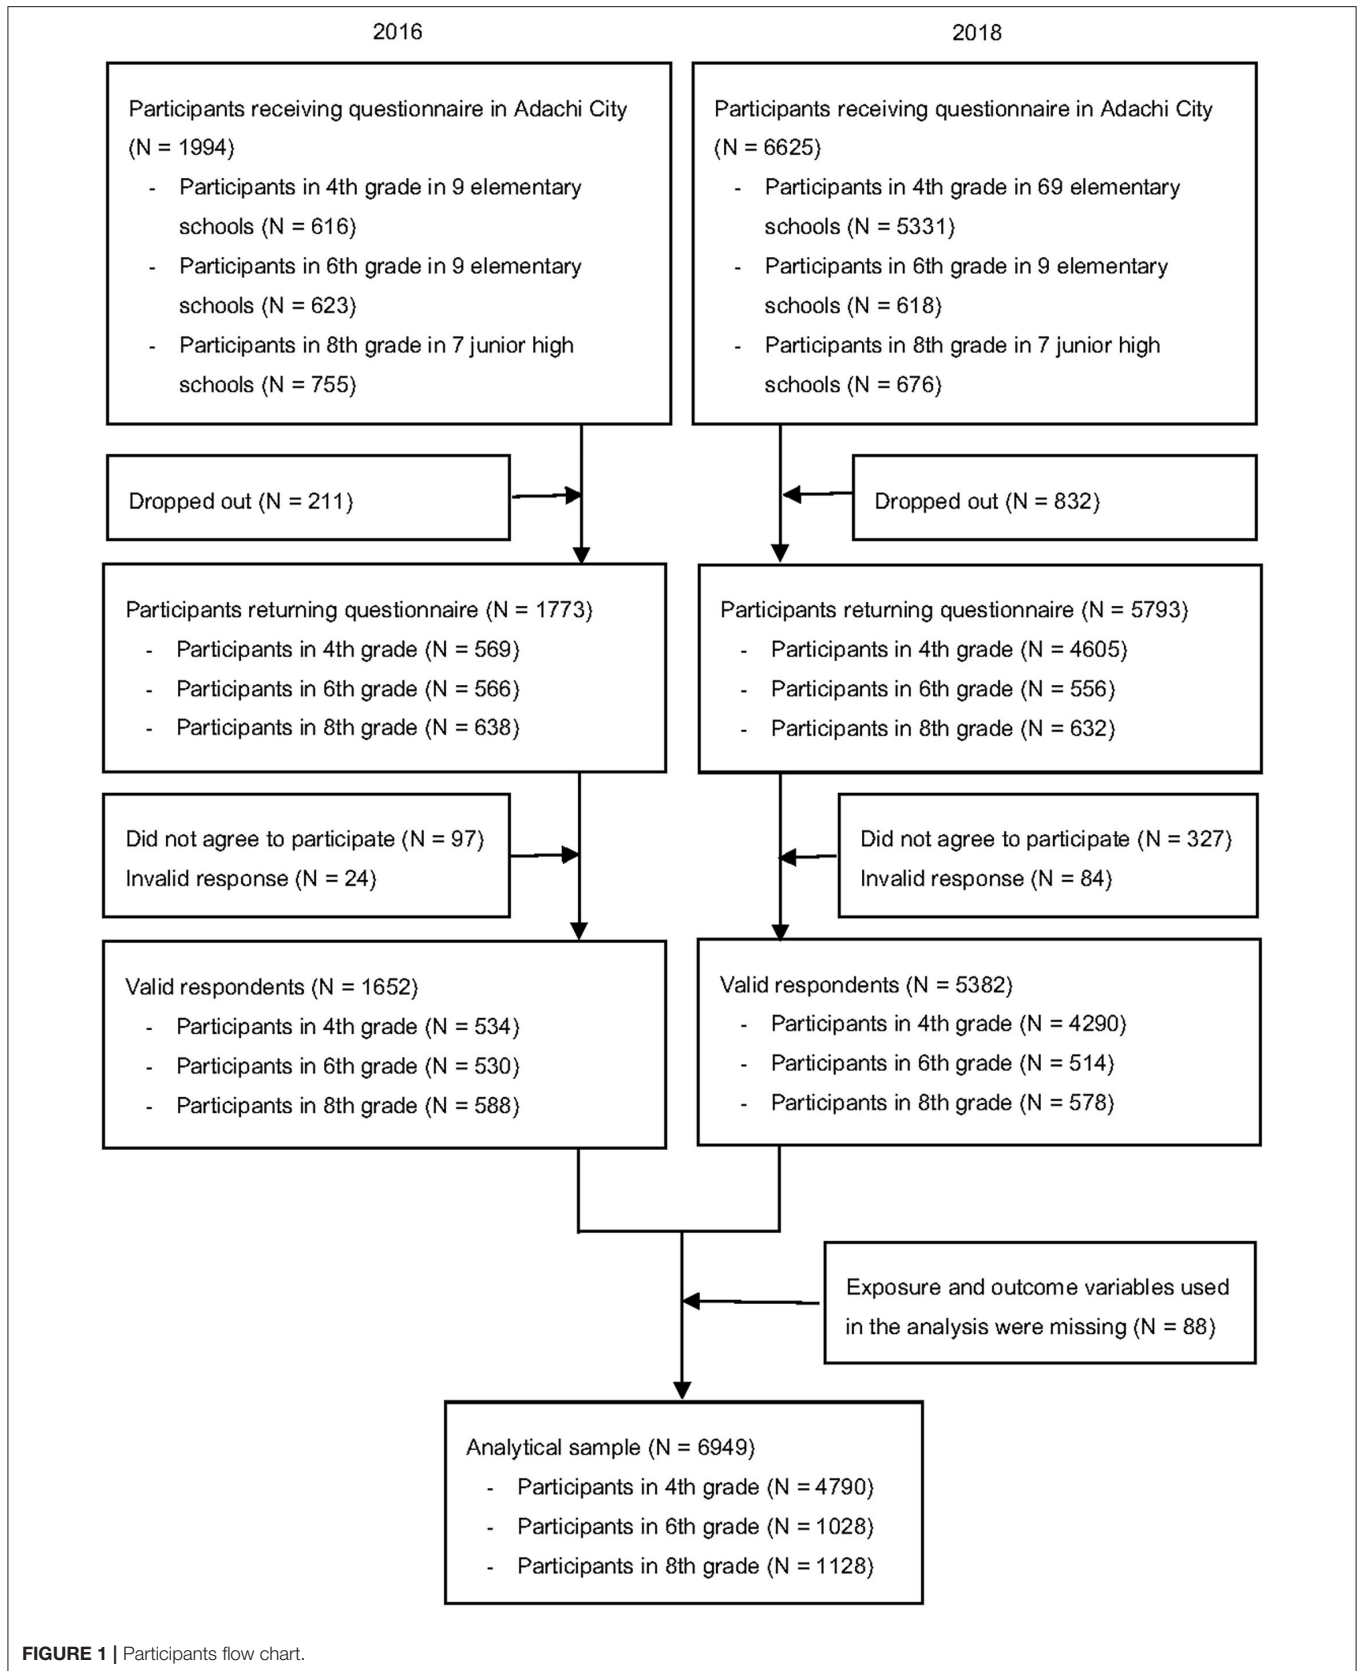 2016
Participants receiving questionnaire in Adachi City
(N = 1994)
- Participants in 4th grade in 9 elementary
schools (N = 616)
- Participants in 6th grade in 9 elementary
schools (N = 623)
- Participants in 8th grade in 7 junior high
schools (N = 755)
2018
Participants receiving questionnaire in Adachi City
(N = 6625)
- Participants in 4th grade in 69 elementary
schools (N = 5331)
- Participants in 6th grade in 9 elementary
schools (N = 618)
- Participants in 8th grade in 7 junior high
schools (N = 676)
Dropped out (N = 211)
Dropped out (N = 832)
Participants returning questionnaire (N = 1773)
- Participants in 4th grade (N = 569)
- Participants in 6th grade (N = 566)
- Participants in 8th grade (N = 638)
Participants returning questionnaire (N = 5793)
- Participants in 4th grade (N = 4605)
- Participants in 6th grade (N = 556)
- Participants in 8th grade (N = 632)
Did not agree to participate (N = 97)
Invalid response (N = 24)
Did not agree to participate (N = 327)
Invalid response (N = 84)
Valid respondents (N = 1652)
- Participants in 4th grade (N = 534)
- Participants in 6th grade (N = 530)
- Participants in 8th grade (N = 588)
Valid respondents (N = 5382)
- Participants in 4th grade (N = 4290)
- Participants in 6th grade (N = 514)
- Participants in 8th grade (N = 578)
Exposure and outcome variables used
in the analysis were missing (N = 88)
Analytical sample (N = 6949)
- Participants in 4th grade (N = 4790)
- Participants in 6th grade (N = 1028)
- Participants in 8th grade (N = 1128)
FIGURE 1 | Participants flow chart.